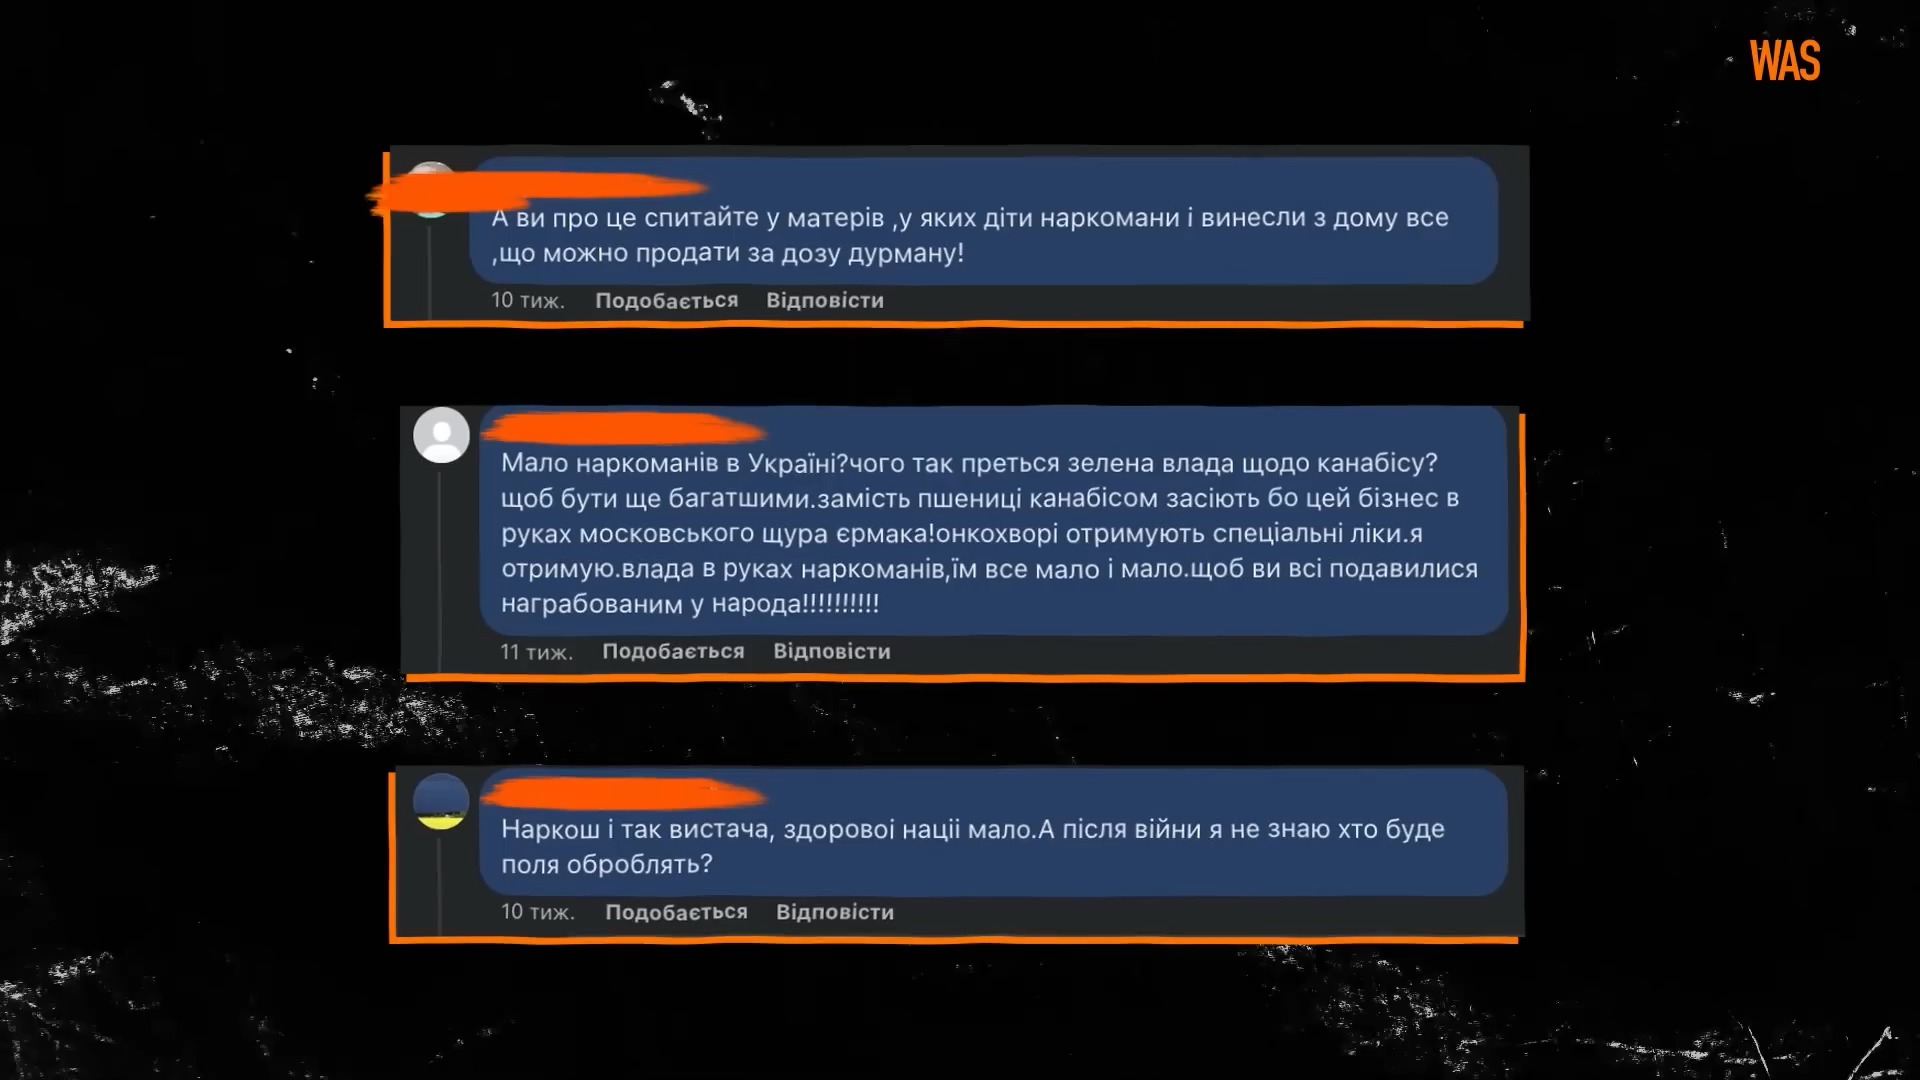 WAS
А ви про це спитайте у матерів ,у яких діти наркомани і винесли з дому все
,що можно продати за дозу дурману!
10 тиж. Подобається Відповісти
Мало наркоманів в Україні?чого так преться зелена влада щодо канабісу?
щоб бути ще багатшими.замість пшениці канабісом засіють бо цей бізнес в
руках московського щура єрмака!онкохворі отримують спеціальні ліки.я
отримую.влада в руках наркоманів,їм все мало і мало.щоб ви всі подавилися
награбованим у народа!!!!!!!!!!
11 тиж. Подобається Відповісти
Наркош і так вистача, здоровоі націі мало.А після війни я не знаю хто буде
поля оброблять?
10 тиж. Подобається Відповісти